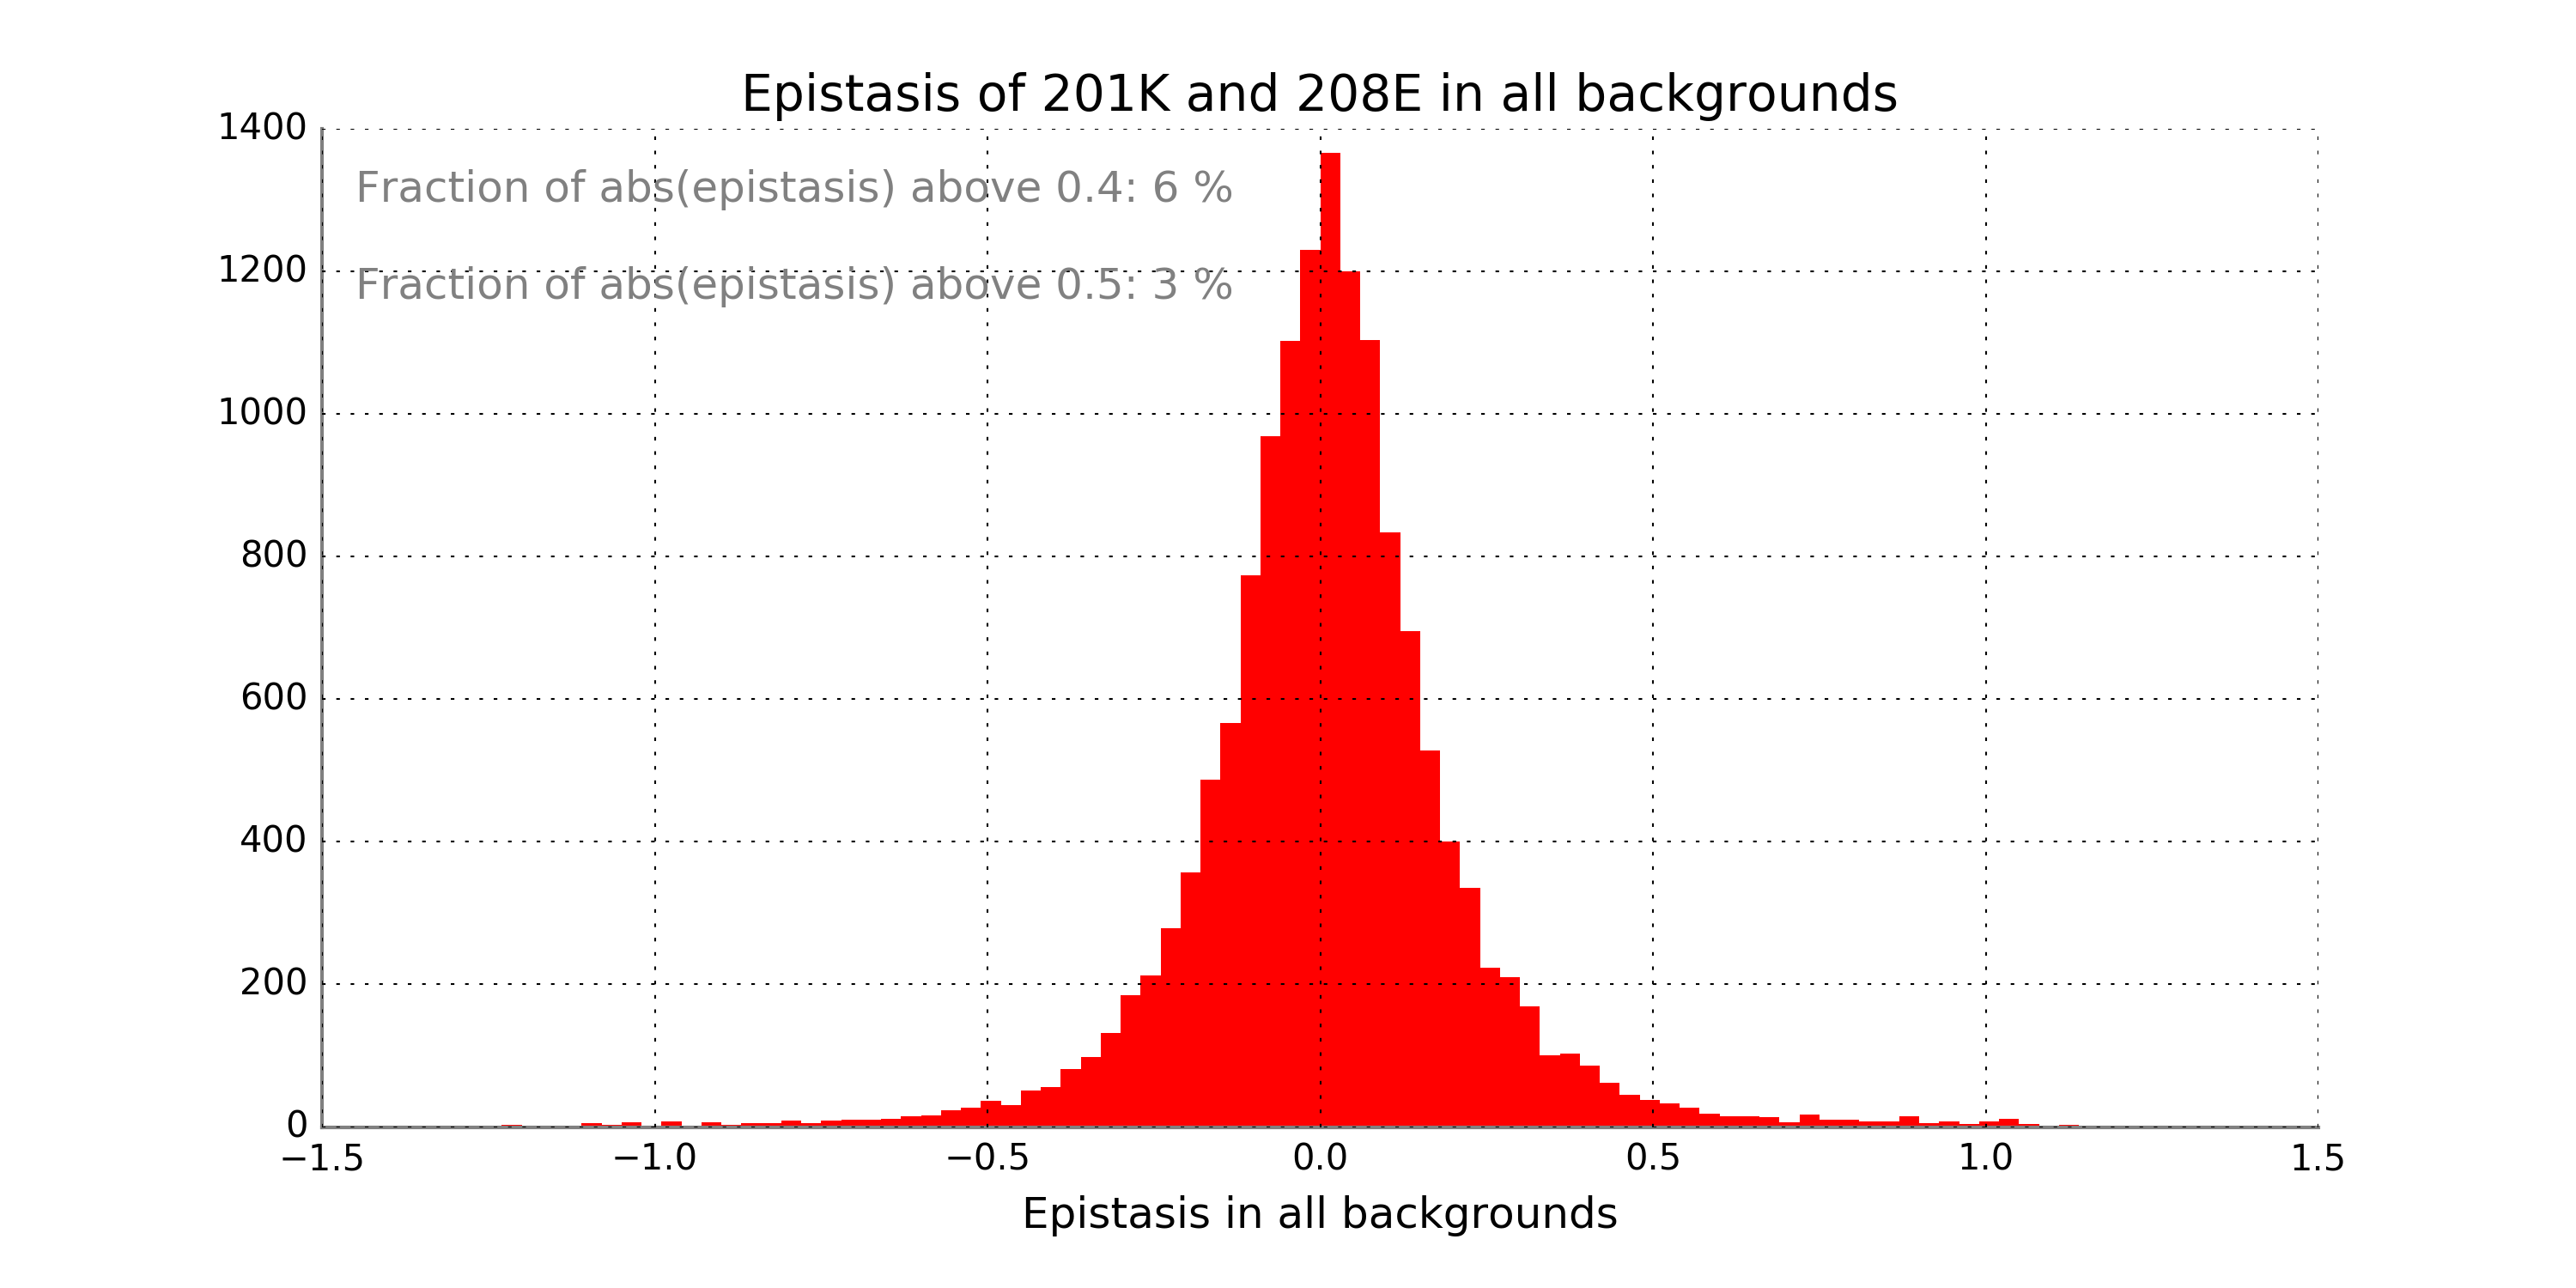 Epistasis of 201K and 208E in all backgrounds
1400
Fraction of abs(epistasis) above 0.4: 6 %
1200
Fraction of abs(epistasis) above 0.5: 3 %
1000
800
600
400
200
0
−1.5 −1.0 −0.5 0.0 0.5 1.0 1.5
Epistasis in all backgrounds